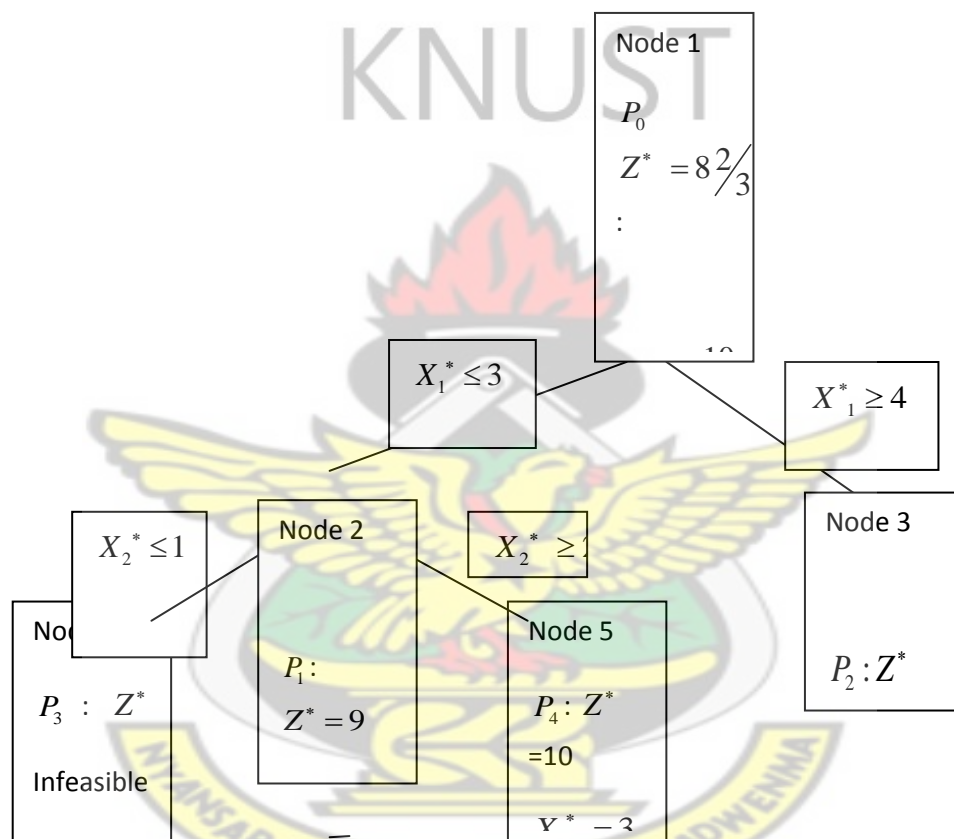 KNUST
Node 1
P₀
Z* = 8 2/3
:
X₁* ≤ 3
X*₁ ≥ 4
X₂* ≤ 1
Node 2
P₁ :
Z* = 9
X₂* ≥
Node 3
P₂ : Z*
P₃ : Z*
Infeasible
Node 5
P₄ : Z*
=10